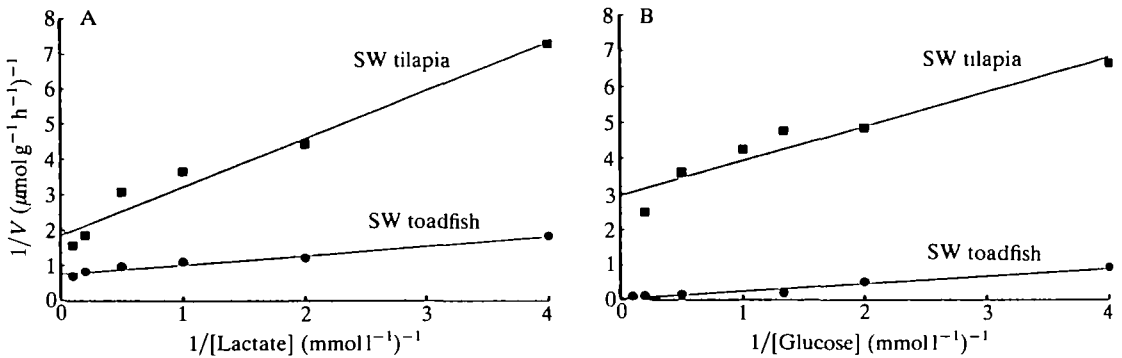 A
8
7
6
5
4
3
2
1
0
1/V (μmol g⁻¹ h⁻¹)⁻¹
SW tilapia
SW toadfish
0 1 2 3 4
1/[Lactate] (mmol l⁻¹)⁻¹
B
8
7
6
5
4
3
2
1
0
SW tilapia
SW toadfish
0 1 2 3 4
1/[Glucose] (mmol l⁻¹)⁻¹